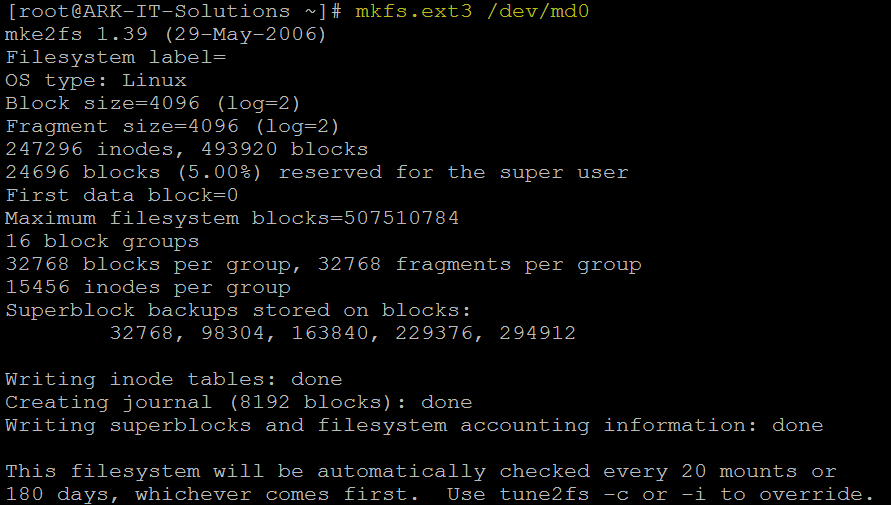 [root@ARK-IT-Solutions ~]# mkfs.ext3 /dev/md0
mke2fs 1.39 (29-May-2006)
Filesystem label=
OS type: Linux
Block size=4096 (log=2)
Fragment size=4096 (log=2)
247296 inodes, 493920 blocks
24696 blocks (5.00%) reserved for the super user
First data block=0
Maximum filesystem blocks=507510784
16 block groups
32768 blocks per group, 32768 fragments per group
15456 inodes per group
Superblock backups stored on blocks:
        32768, 98304, 163840, 229376, 294912

Writing inode tables: done
Creating journal (8192 blocks): done
Writing superblocks and filesystem accounting information: done

This filesystem will be automatically checked every 20 mounts or
180 days, whichever comes first.  Use tune2fs -c or -i to override.